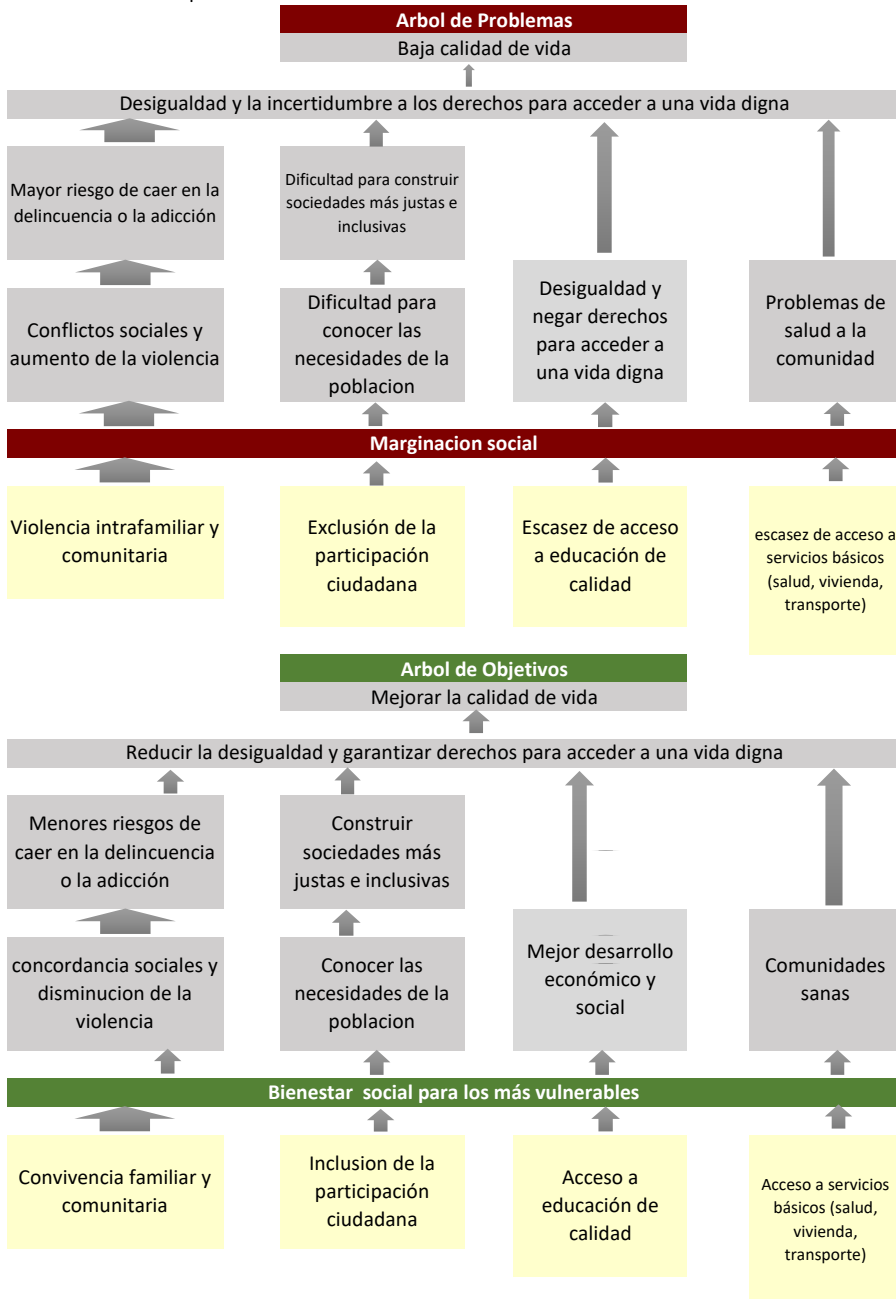 Arbol de Problemas
Baja calidad de vida
Desigualdad y la incertidumbre a los derechos para acceder a una vida digna
Mayor riesgo de caer en la
delincuencia o la adicción
Dificultad para construir
sociedades más justas e
inclusivas
Conflictos sociales y
aumento de la violencia
Dificultad para
conocer las
necesidades de la
poblacion
Desigualdad y
negar derechos
para acceder a
una vida digna
Problemas de
salud a la
comunidad
Marginacion social
Violencia intrafamiliar y
comunitaria
Exclusión de la
participación
ciudadana
Escasez de acceso
a educación de
calidad
escasez de acceso a
servicios básicos
(salud, vivienda,
transporte)
Arbol de Objetivos
Mejorar la calidad de vida
Reducir la desigualdad y garantizar derechos para acceder a una vida digna
Menores riesgos de
caer en la delincuencia
o la adicción
Construir
sociedades más
justas e inclusivas
concordancia sociales y
disminucion de la
violencia
Conocer las
necesidades de la
poblacion
Mejor desarrollo
económico y
social
Comunidades
sanas
Bienestar social para los más vulnerables
Convivencia familiar y
comunitaria
Inclusion de la
participación
ciudadana
Acceso a
educación de
calidad
Acceso a servicios
básicos (salud,
vivienda,
transporte)